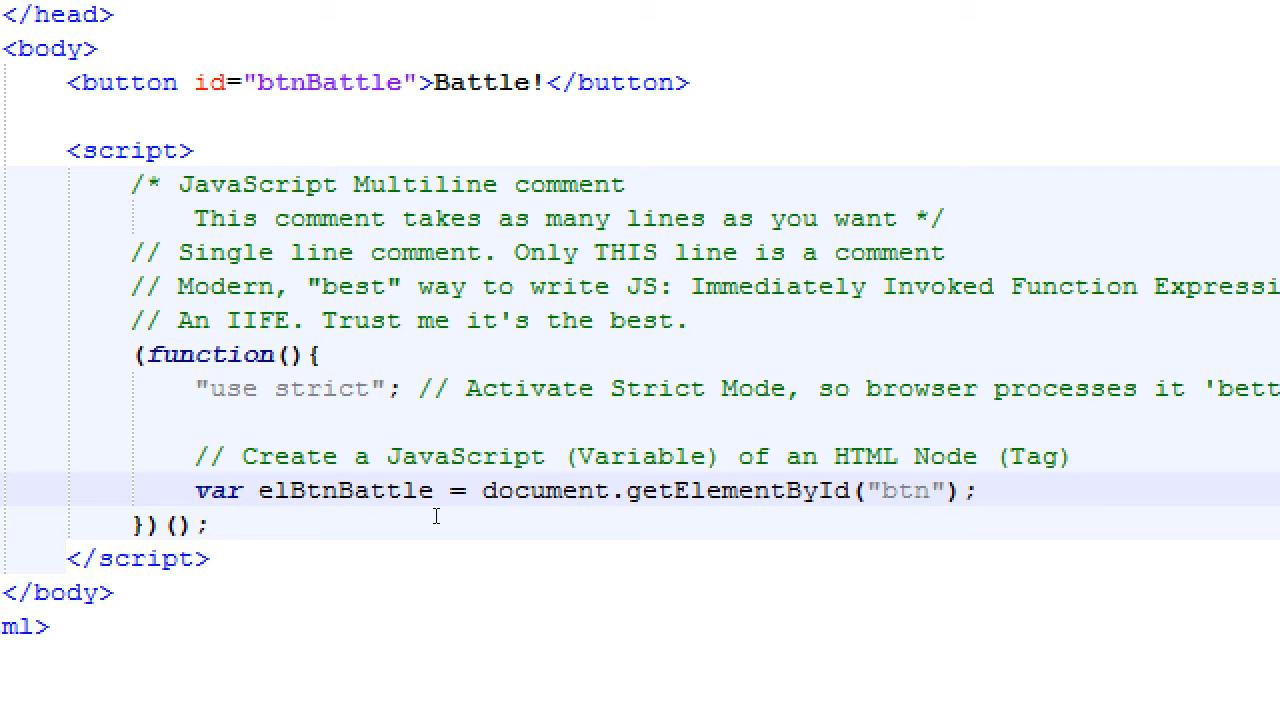 </head>
<body>
<button id="btnBattle">Battle!</button>
<script>
/* JavaScript Multiline comment
This comment takes as many lines as you want */
// Single line comment. Only THIS line is a comment
// Modern, "best" way to write JS: Immediately Invoked Function Expressi
// An IIFE. Trust me it's the best.
(function(){
"use strict"; // Activate Strict Mode, so browser processes it 'bett
// Create a JavaScript (Variable) of an HTML Node (Tag)
var elBtnBattle = document.getElementById("btn");
})();
</script>
</body>
ml>